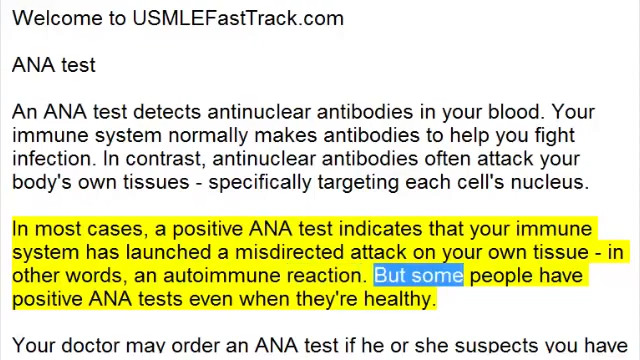 Welcome to USMLEFastTrack.com
ANA test
An ANA test detects antinuclear antibodies in your blood. Your
immune system normally makes antibodies to help you fight
infection. In contrast, antinuclear antibodies often attack your
body's own tissues - specifically targeting each cell's nucleus.
In most cases, a positive ANA test indicates that your immune
system has launched a misdirected attack on your own tissue - in
other words, an autoimmune reaction. But some people have
positive ANA tests even when they're healthy.
Your doctor may order an ANA test if he or she suspects you have